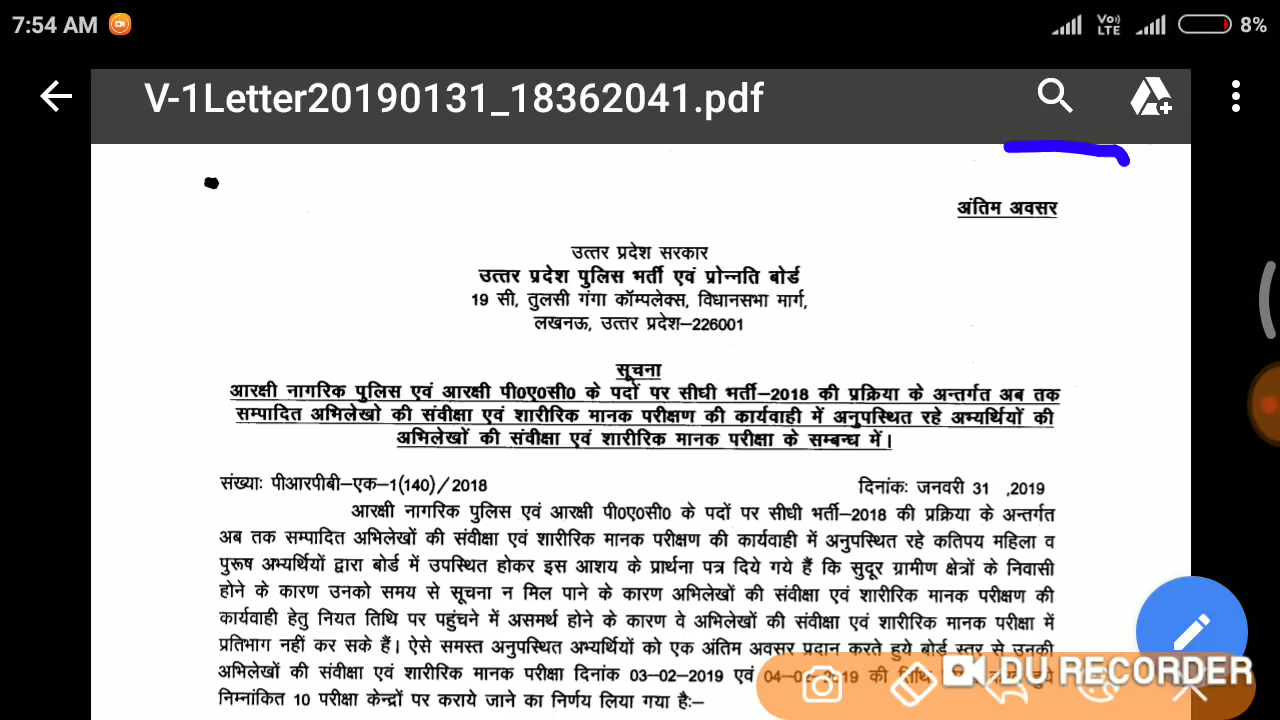 7:54 AM
Vo)) LTE
8%
V-1Letter20190131_18362041.pdf
अंतिम अवसर
उत्तर प्रदेश सरकार
उत्तर प्रदेश पुलिस भर्ती एवं प्रोन्नति बोर्ड
19 सी, तुलसी गंगा कॉम्पलेक्स, विधानसभा मार्ग,
लखनऊ, उत्तर प्रदेश–226001
सूचना
आरक्षी नागरिक पुलिस एवं आरक्षी पी0ए0सी0 के पदों पर सीधी भर्ती–2018 की प्रक्रिया के अन्तर्गत अब तक
सम्पादित अभिलेखो की संवीक्षा एवं शारीरिक मानक परीक्षण की कार्यवाही में अनुपस्थित रहे अभ्यर्थियों की
अभिलेखों की संवीक्षा एवं शारीरिक मानक परीक्षा के सम्बन्ध में।
संख्याः पीआरपीबी–एक–1(140)/2018
दिनांकः जनवरी 31 ,2019
आरक्षी नागरिक पुलिस एवं आरक्षी पी0ए0सी0 के पदों पर सीधी भर्ती–2018 की प्रक्रिया के अन्तर्गत
अब तक सम्पादित अभिलेखों की संवीक्षा एवं शारीरिक मानक परीक्षण की कार्यवाही में अनुपस्थित रहे कतिपय महिला व
पुरूष अभ्यर्थियों द्वारा बोर्ड में उपस्थित होकर इस आशय के प्रार्थना पत्र दिये गये हैं कि सुदूर ग्रामीण क्षेत्रों के निवासी
होने के कारण उनको समय से सूचना न मिल पाने के कारण अभिलेखों की संवीक्षा एवं शारीरिक मानक परीक्षण की
कार्यवाही हेतु नियत तिथि पर पहुंचने में असमर्थ होने के कारण वे अभिलेखों की संवीक्षा एवं शारीरिक मानक परीक्षा में
प्रतिभाग नहीं कर सके हैं। ऐसे समस्त अनुपस्थित अभ्यर्थियों को एक अंतिम अवसर प्रदान करते हुये बोर्ड स्तर से उनकी
अभिलेखों की संवीक्षा एवं शारीरिक मानक परीक्षा दिनांक 03-02-2019 एवं 04-02-2019 की तिथि
निम्नांकित 10 परीक्षा केन्द्रों पर कराये जाने का निर्णय लिया गया हैः–
DU RECORDER